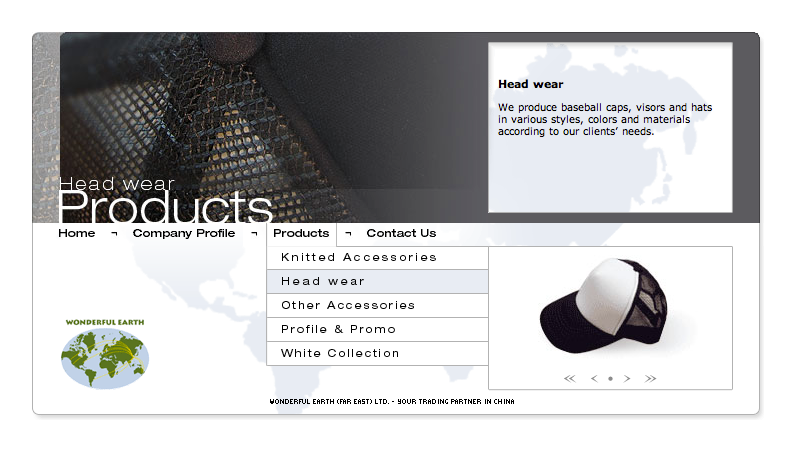 Head wear
We produce baseball caps, visors and hats
in various styles, colors and materials
according to our clients' needs.
Head wear
Products
Home ¬ Company Profile ¬ Products ¬ Contact Us
Knitted Accessories
Head wear
Other Accessories
Profile & Promo
White Collection
WONDERFUL EARTH
WONDERFUL EARTH (FAR EAST) LTD. - YOUR TRADING PARTNER IN CHINA